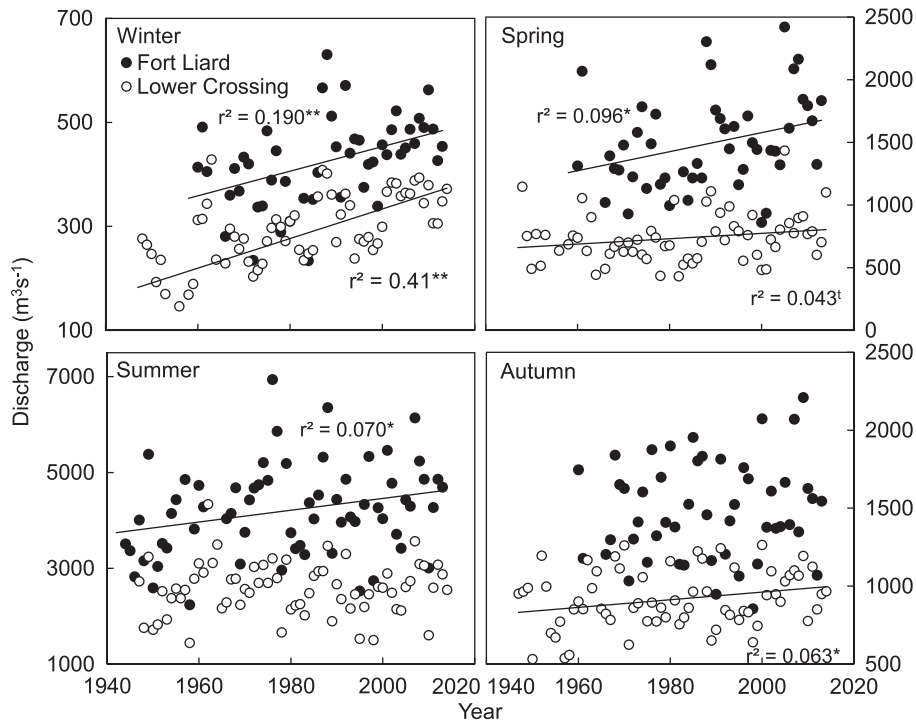 700
500
300
100
Winter
Fort Liard
Lower Crossing
r² = 0.190**
r² = 0.41**
Spring
r² = 0.096*
r² = 0.043ᵗ
2500
2000
1500
1000
500
0
Discharge (m³s⁻¹)
7000
5000
3000
1000
Summer
r² = 0.070*
Autumn
r² = 0.063*
2500
2000
1500
1000
500
1940 1960 1980 2000 2020
1940 1960 1980 2000 2020
Year